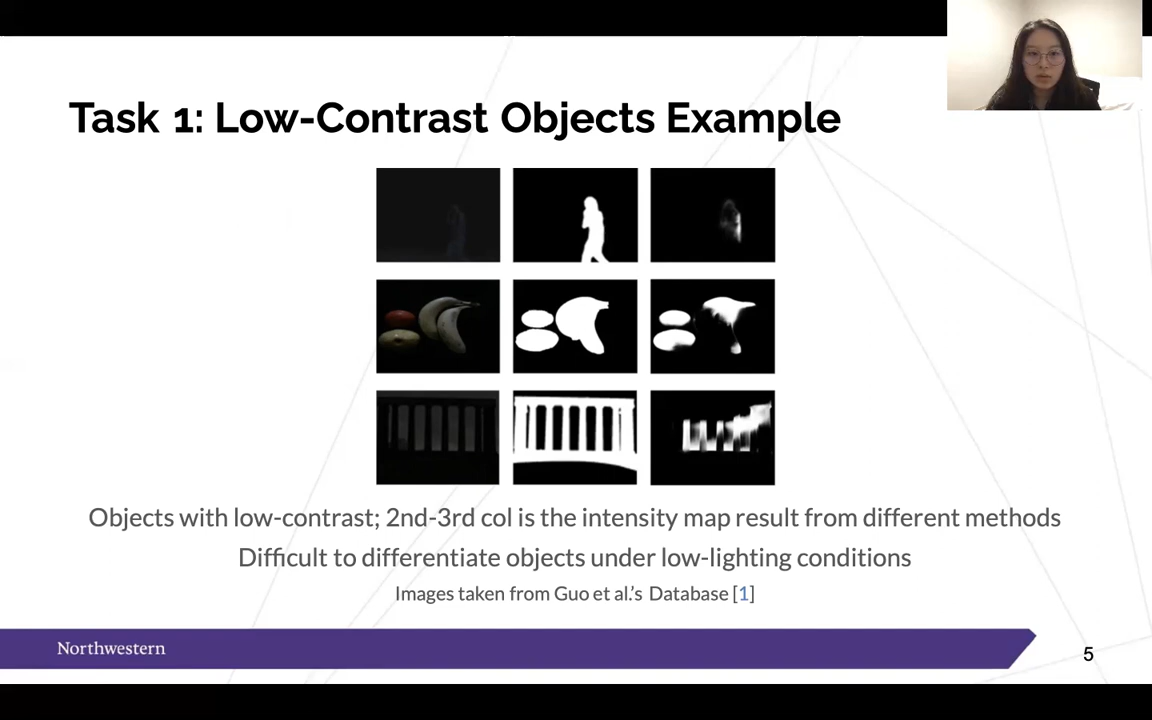 Task 1: Low-Contrast Objects Example
Objects with low-contrast; 2nd-3rd col is the intensity map result from different methods
Difficult to differentiate objects under low-lighting conditions
Images taken from Guo et al.'s Database [1]
Northwestern
5